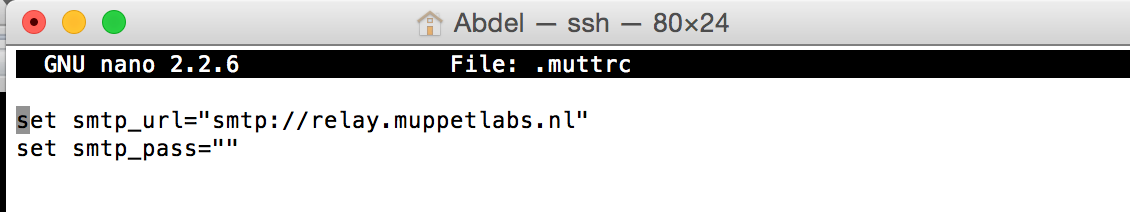 Abdel — ssh — 80×24
GNU nano 2.2.6 File: .muttrc
set smtp_url="smtp://relay.muppetlabs.nl"
set smtp_pass=""